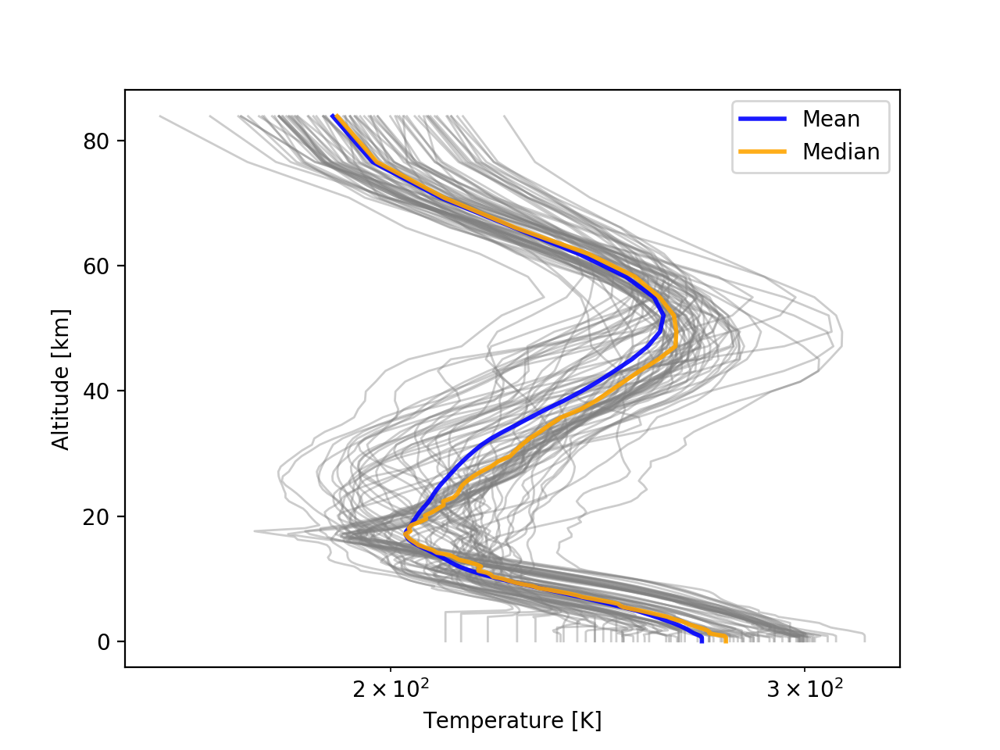 Mean
Median
80
60
40
20
0
Altitude [km]
2 × 10²
3 × 10²
Temperature [K]